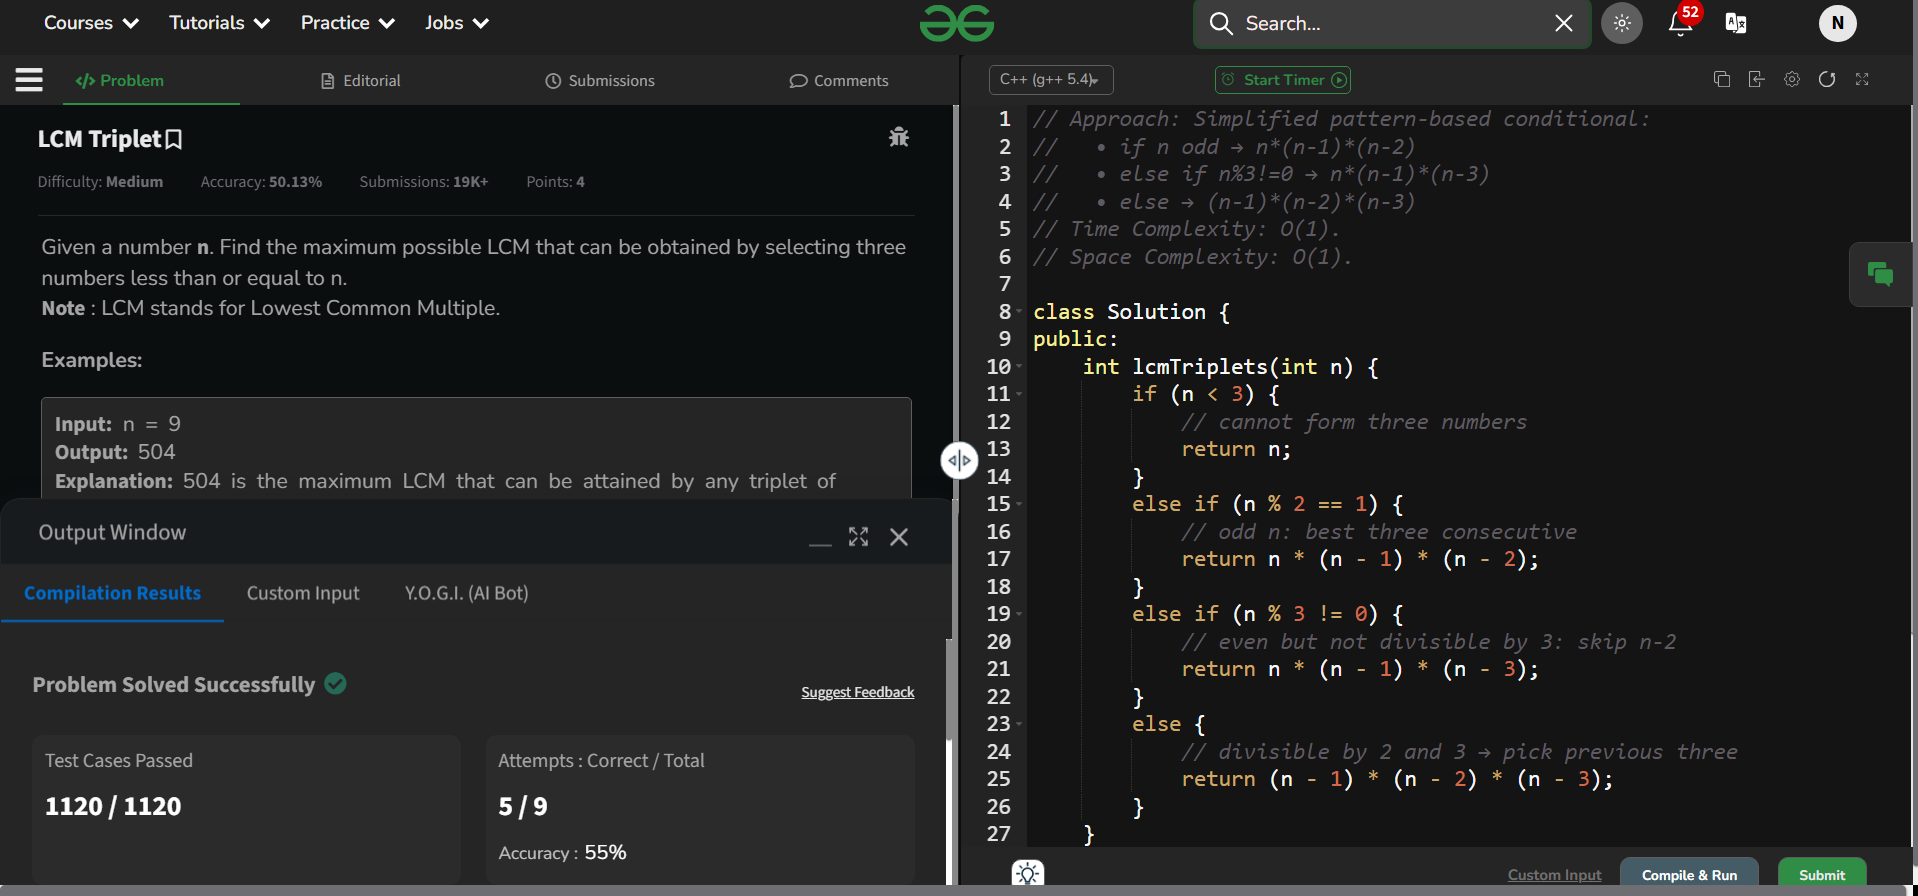 Courses Tutorials Practice Jobs
Search...
52
N
Problem Editorial Submissions Comments
C++ (g++ 5.4) Start Timer
LCM Triplet
Difficulty: Medium Accuracy: 50.13% Submissions: 19K+ Points: 4
Given a number n. Find the maximum possible LCM that can be obtained by selecting three
numbers less than or equal to n.
Note : LCM stands for Lowest Common Multiple.
Examples:
Input: n = 9
Output: 504
Explanation: 504 is the maximum LCM that can be attained by any triplet of
Output Window
Compilation Results Custom Input Y.O.G.I. (AI Bot)
Problem Solved Successfully
Suggest Feedback
Test Cases Passed
1120 / 1120
Attempts : Correct / Total
5 / 9
Accuracy : 55%
1 // Approach: Simplified pattern-based conditional:
2 // • if n odd → n*(n-1)*(n-2)
3 // • else if n%3!=0 → n*(n-1)*(n-3)
4 // • else → (n-1)*(n-2)*(n-3)
5 // Time Complexity: O(1).
6 // Space Complexity: O(1).
7
8 class Solution {
9 public:
10 int lcmTriplets(int n) {
11 if (n < 3) {
12 // cannot form three numbers
13 return n;
14 }
15 else if (n % 2 == 1) {
16 // odd n: best three consecutive
17 return n * (n - 1) * (n - 2);
18 }
19 else if (n % 3 != 0) {
20 // even but not divisible by 3: skip n-2
21 return n * (n - 1) * (n - 3);
22 }
23 else {
24 // divisible by 2 and 3 → pick previous three
25 return (n - 1) * (n - 2) * (n - 3);
26 }
27 }
Custom Input Compile & Run Submit